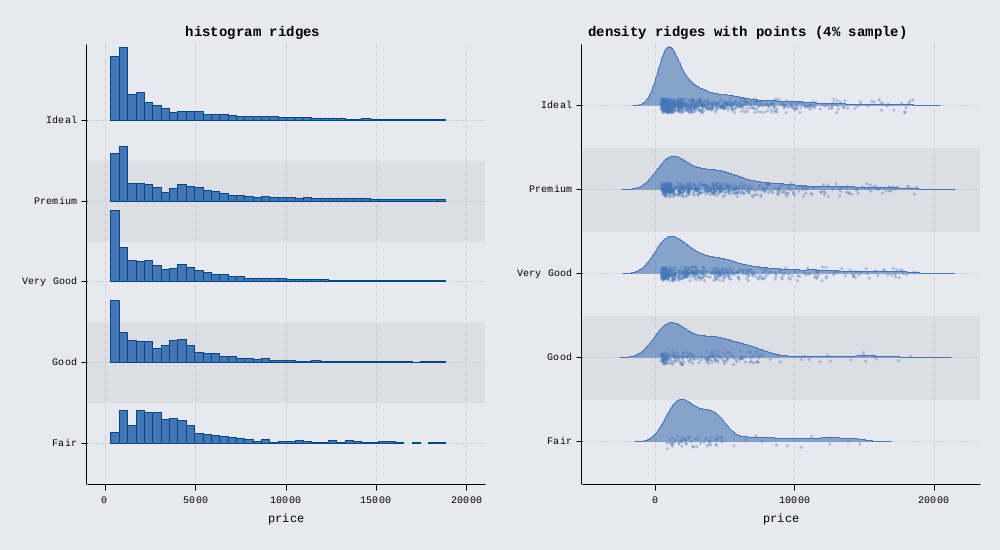 histogram ridges
Ideal
Premium
Very Good
Good
Fair
0 5000 10000 15000 20000
price
density ridges with points (4% sample)
Ideal
Premium
Very Good
Good
Fair
0 10000 20000
price